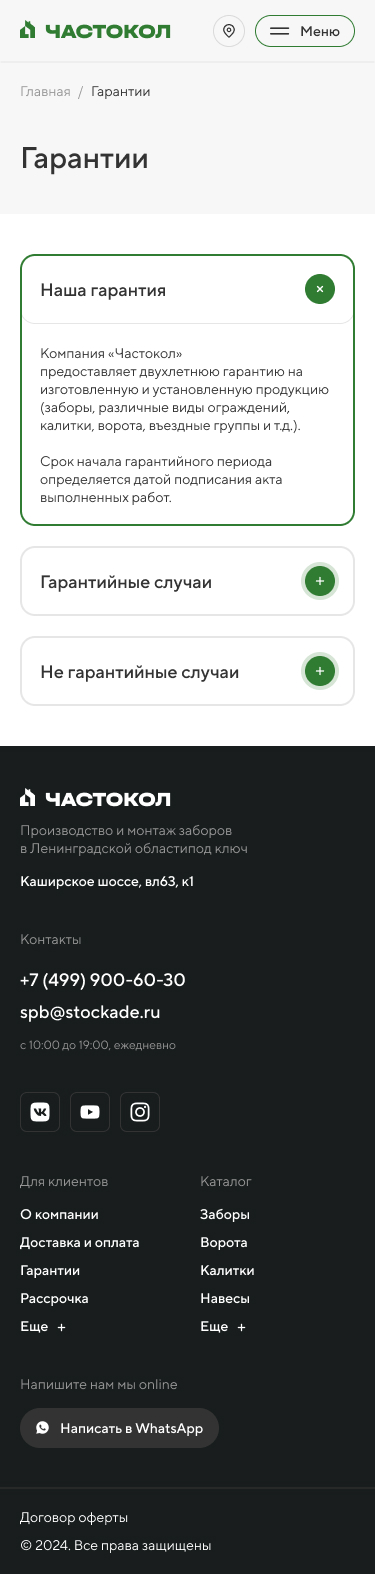 ЧАСТОКОЛ
Меню
Главная / Гарантии
Гарантии
Наша гарантия
Компания «Частокол»
предоставляет двухлетнюю гарантию на
изготовленную и установленную продукцию
(заборы, различные виды ограждений,
калитки, ворота, въездные группы и т.д.).
Срок начала гарантийного периода
определяется датой подписания акта
выполненных работ.
Гарантийные случаи
Не гарантийные случаи
ЧАСТОКОЛ
Производство и монтаж заборов
в Ленинградской областипод ключ
Каширское шоссе, вл63, к1
Контакты
+7 (499) 900-60-30
spb@stockade.ru
с 10:00 до 19:00, ежедневно
Для клиентов
О компании
Доставка и оплата
Гарантии
Рассрочка
Еще +
Каталог
Заборы
Ворота
Калитки
Навесы
Еще +
Напишите нам мы online
Написать в WhatsApp
Договор оферты
© 2024. Все права защищены